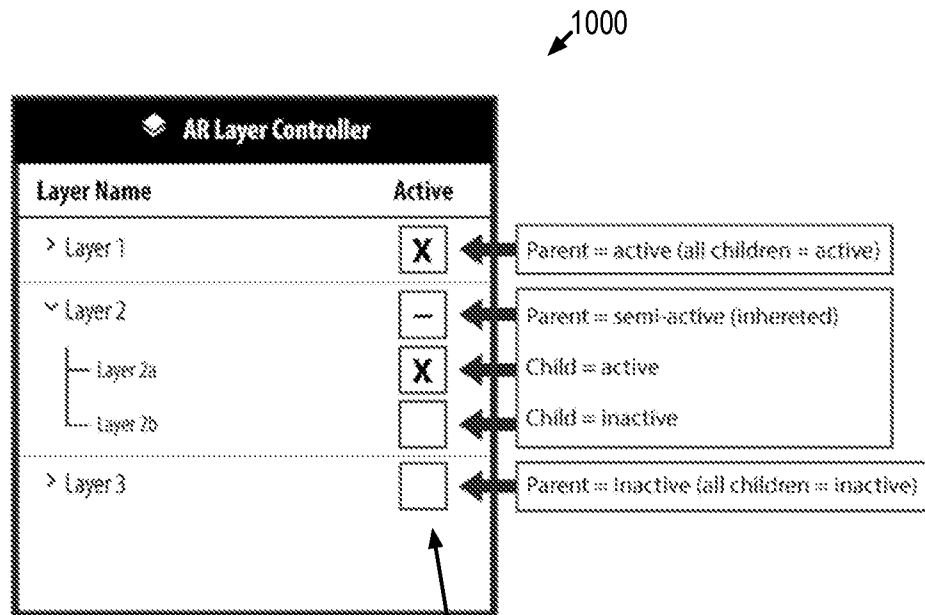 1000
AR Layer Controller
Layer Name Active
> Layer 1 X Parent = active (all children = active)
Layer 2 – Parent = semi-active (inhereted)
Layer 2a X Child = active
Layer 2b Child = inactive
> Layer 3 Parent = inactive (all children = inactive)